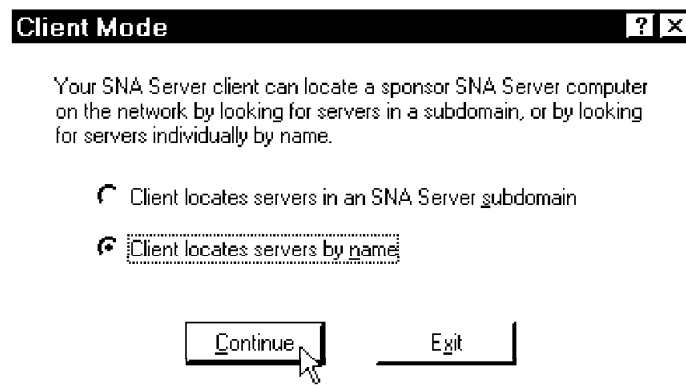 Client Mode
Your SNA Server client can locate a sponsor SNA Server computer
on the network by looking for servers in a subdomain, or by looking
for servers individually by name.
Client locates servers in an SNA Server subdomain
Client locates servers by name
Continue Exit